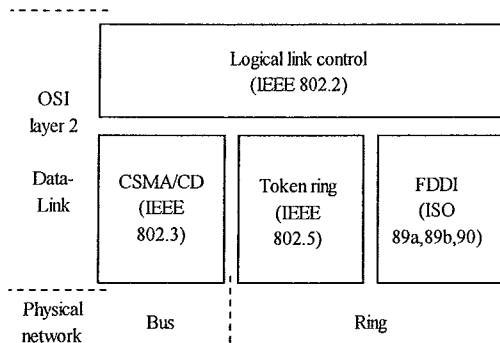 Logical link control
(IEEE 802.2)
OSI
layer 2
Data-
Link
CSMA/CD
(IEEE
802.3)
Token ring
(IEEE
802.5)
FDDI
(ISO
89a,89b,90)
Physical
network
Bus
Ring